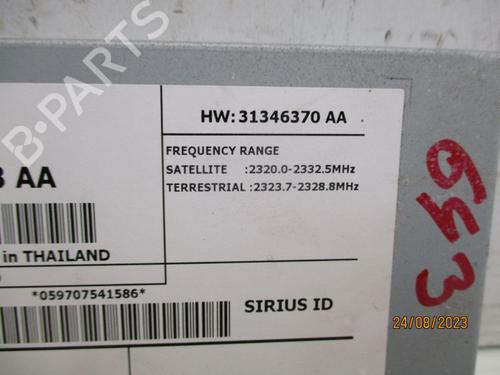 B-PARTS
HW: 31346370 AA
FREQUENCY RANGE
SATELLITE :2320.0-2332.5MHz
TERRESTRIAL :2323.7-2328.8MHz
AA
in THAILAND
*059707541586*
SIRIUS ID
643
24/08/2023